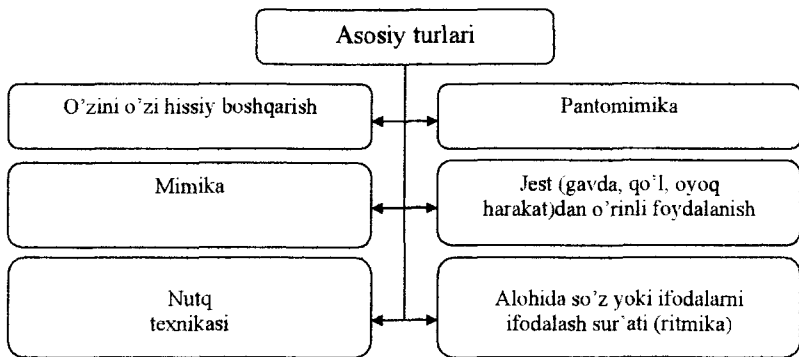 Asosiy turlari
O’zini o’zi hissiy boshqarish
Pantomimika
Mimika
Jest (gavda, qo’l, oyoq
harakat)dan o’rinli foydalanish
Nutq
texnikasi
Alohida so’z yoki ifodalarni
ifodalash sur’ati (ritmika)